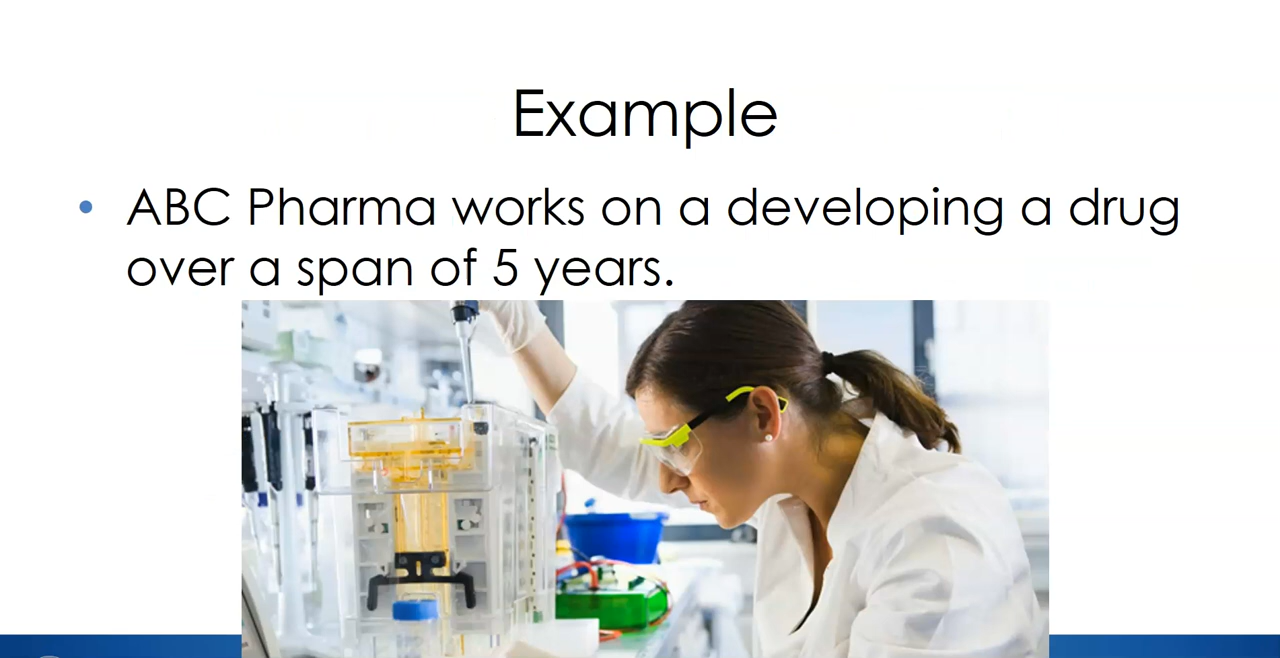 Example
• ABC Pharma works on a developing a drug
over a span of 5 years.